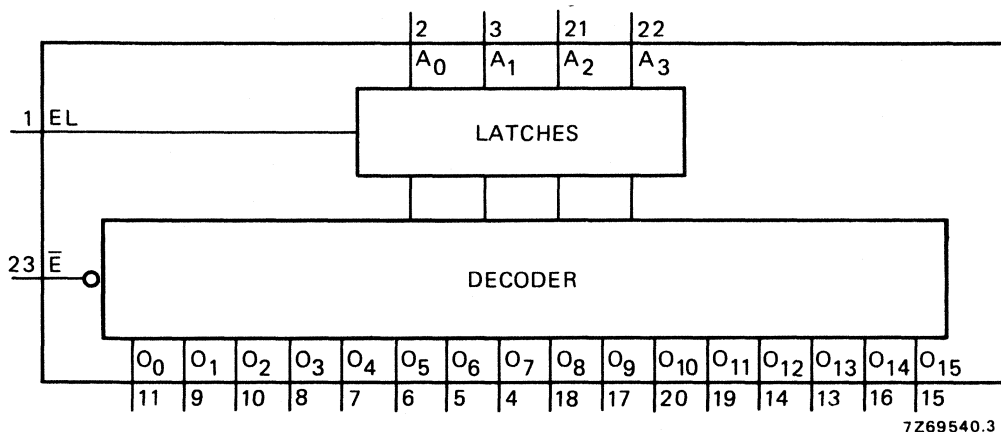 2 3 21 22
A0 A1 A2 A3
1 EL
LATCHES
23 E̅
DECODER
O0 O1 O2 O3 O4 O5 O6 O7 O8 O9 O10 O11 O12 O13 O14 O15
11 9 10 8 7 6 5 4 18 17 20 19 14 13 16 15
7Z69540.3